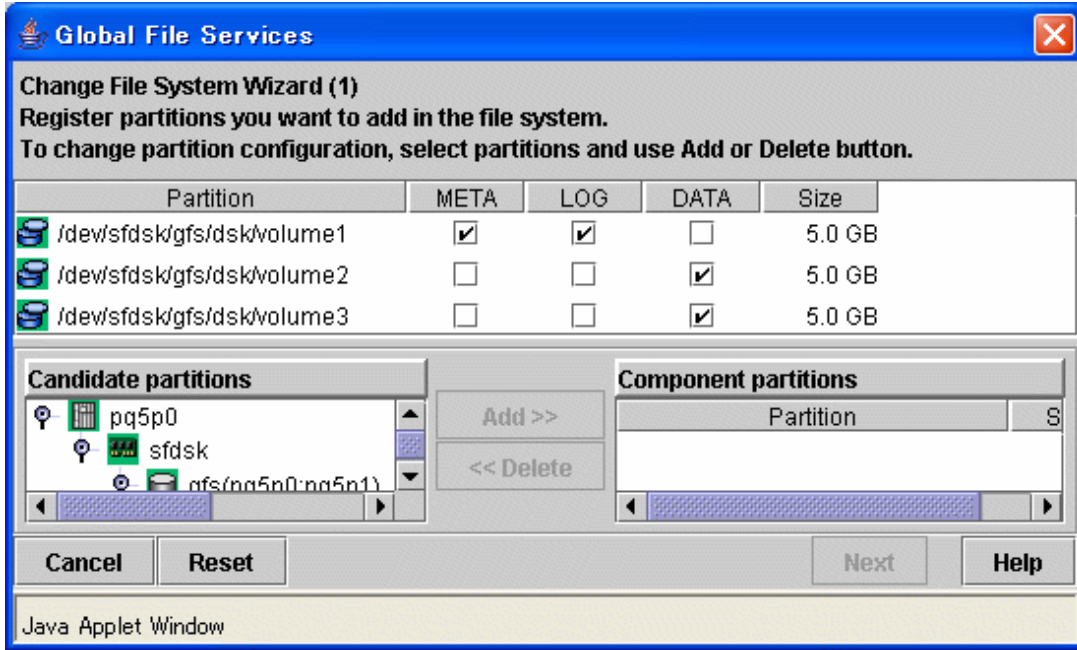 Global File Services
Change File System Wizard (1)
Register partitions you want to add in the file system.
To change partition configuration, select partitions and use Add or Delete button.
Partition META LOG DATA Size
/dev/sfdsk/gfs/dsk/volume1 5.0 GB
/dev/sfdsk/gfs/dsk/volume2 5.0 GB
/dev/sfdsk/gfs/dsk/volume3 5.0 GB
Candidate partitions
Component partitions
pq5p0
sfdsk
gfs(pq5p0:pq5p1)
Add >>
<< Delete
Partition S
Cancel Reset Next Help
Java Applet Window